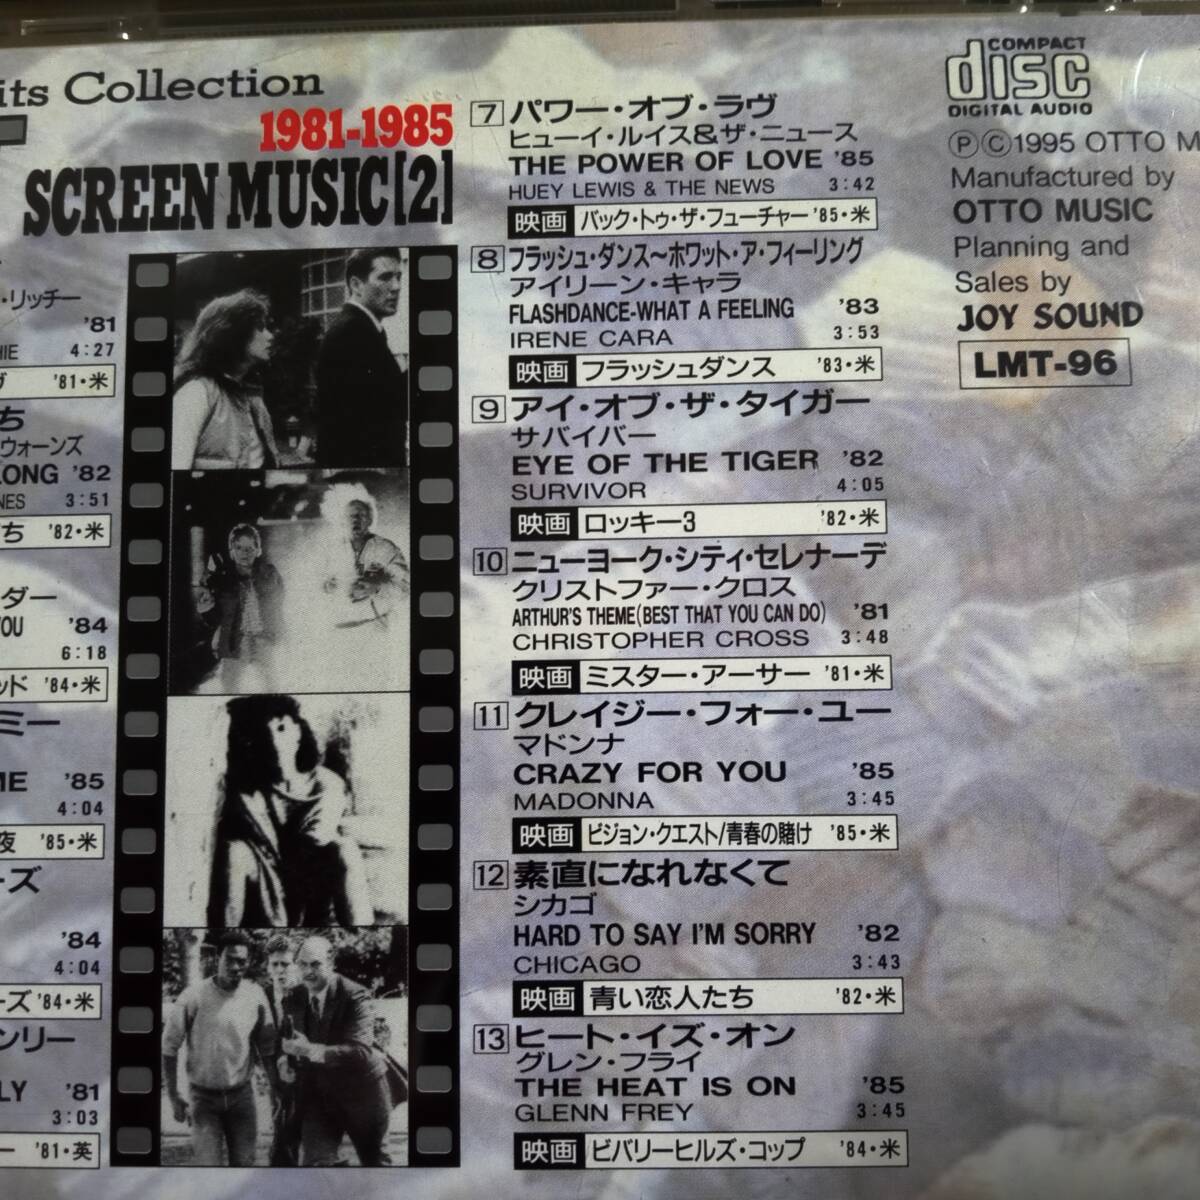 its Collection
1981-1985
SCREEN MUSIC[2]
・リッチー
'81
HIE 4:27
'81・米
ち
ウォーンズ
LONG '82
NES 3:51
ち '82・米
ダー
YOU '84
6:18
ッド '84・米
ミー
ME '85
4:04
夜 '85・米
ーズ
'84
4:04
ーズ '84・米
ンリー
LY '81
3:03
ー '81・英
7 パワー・オブ・ラヴ
ヒューイ・ルイス&ザ・ニュース
THE POWER OF LOVE '85
HUEY LEWIS & THE NEWS 3:42
映画 バック・トゥ・ザ・フューチャー '85・米
8 フラッシュ・ダンス〜ホワット・ア・フィーリング
アイリーン・キャラ
FLASHDANCE-WHAT A FEELING '83
IRENE CARA 3:53
映画 フラッシュダンス '83・米
9 アイ・オブ・ザ・タイガー
サバイバー
EYE OF THE TIGER '82
SURVIVOR 4:05
映画 ロッキー3 '82・米
10 ニューヨーク・シティ・セレナーデ
クリストファー・クロス
ARTHUR'S THEME(BEST THAT YOU CAN DO) '81
CHRISTOPHER CROSS 3:48
映画 ミスター・アーサー '81・米
11 クレイジー・フォー・ユー
マドンナ
CRAZY FOR YOU '85
MADONNA 3:45
映画 ビジョン・クエスト/青春の賭け '85・米
12 素直になれなくて
シカゴ
HARD TO SAY I'M SORRY '82
CHICAGO 3:43
映画 青い恋人たち '82・米
13 ヒート・イズ・オン
グレン・フライ
THE HEAT IS ON '85
GLENN FREY 3:45
映画 ビバリーヒルズ・コップ '84・米
COMPACT
disc
DIGITAL AUDIO
ⓅⒸ1995 OTTO M
Manufactured by
OTTO MUSIC
Planning and
Sales by
JOY SOUND
LMT-96